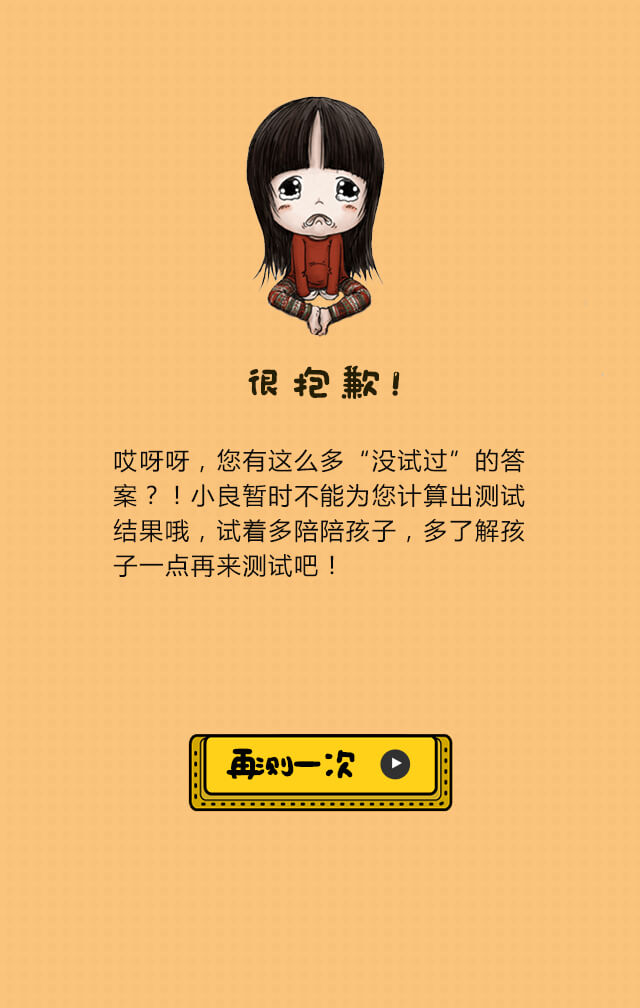 很抱歉！
哎呀呀，您有这么多“没试过”的答
案？！小良暂时不能为您计算出测试
结果哦，试着多陪陪孩子，多了解孩
子一点再来测试吧！
再测一次